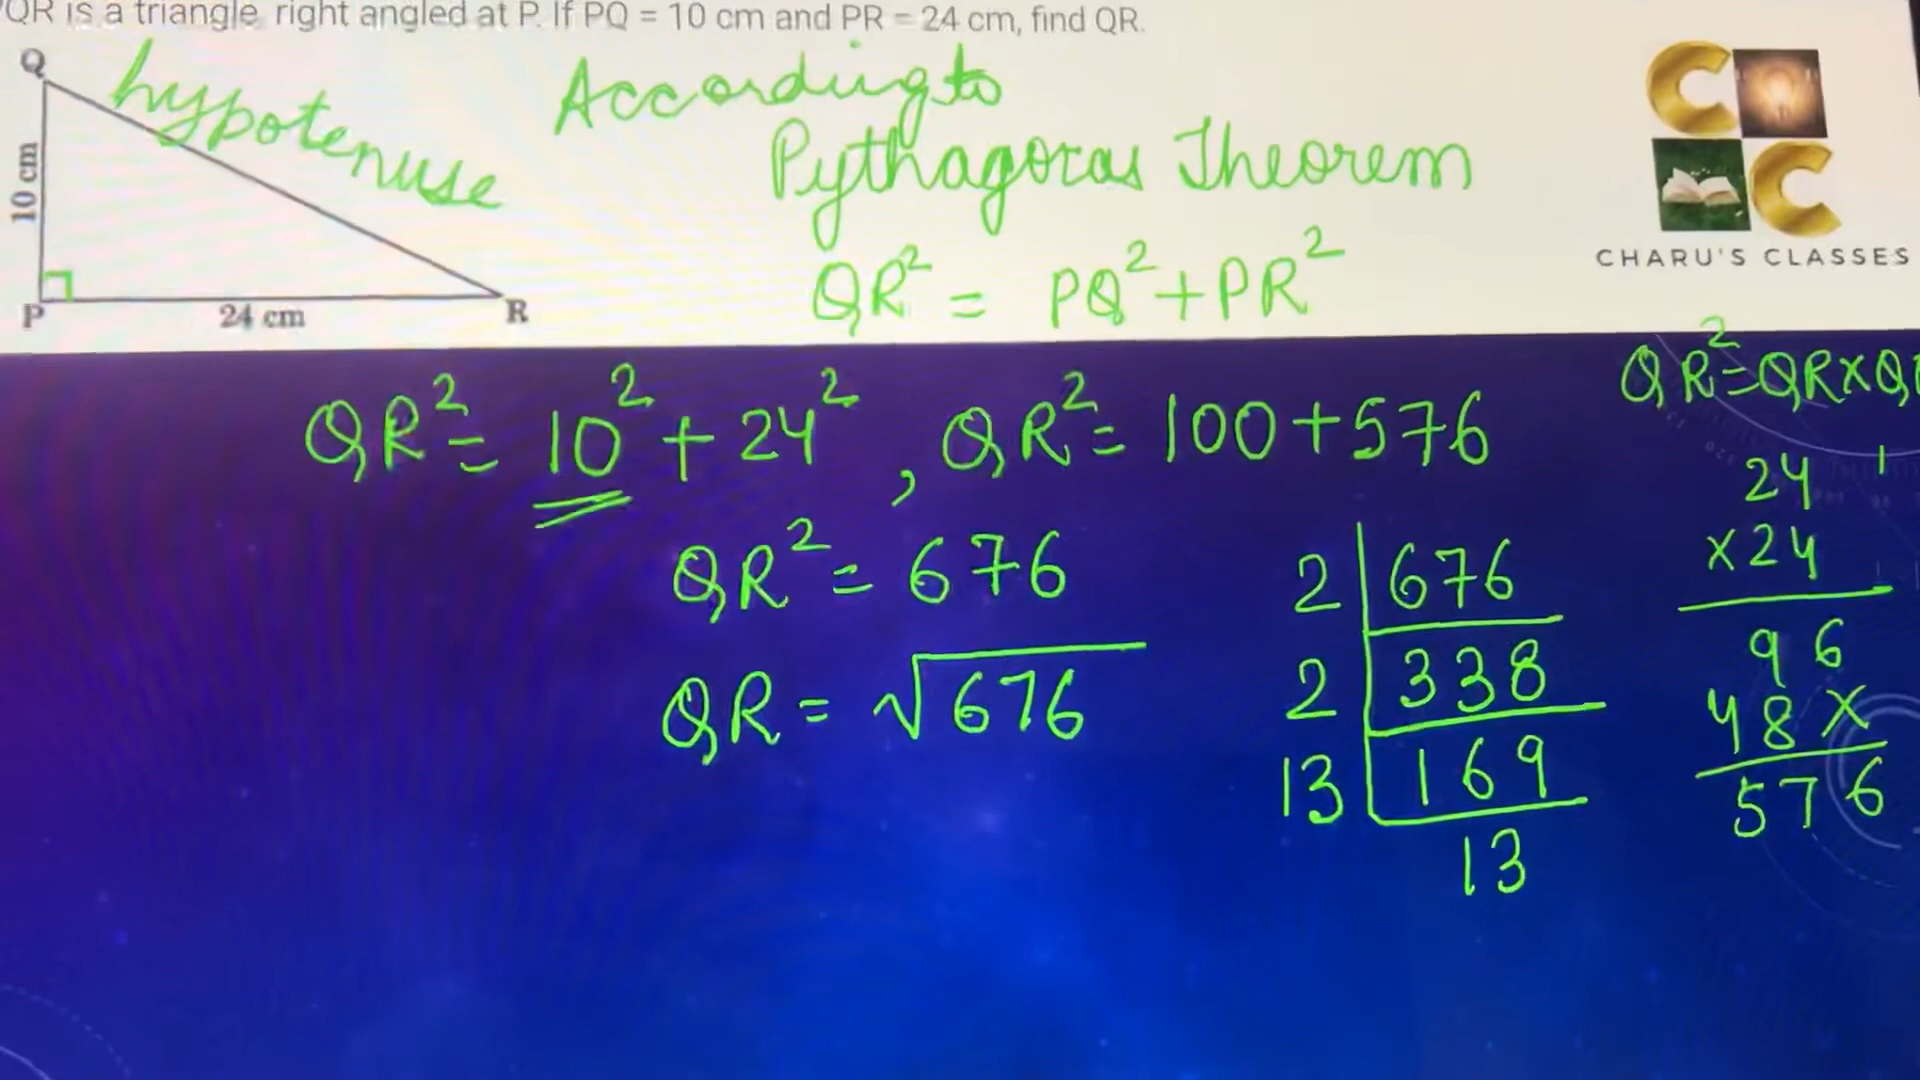 QR is a triangle, right angled at P. If PQ = 10 cm and PR = 24 cm, find QR.
Q
hypotenuse
10 cm
P
24 cm
R
According to
Pythagoras Theorem
QR² = PQ² + PR²
C
C
CHARU'S CLASSES
QR² = 10² + 24² , QR² = 100 + 576
QR² = 676
QR = √676
2 | 676
2 | 338
13 | 169
13
QR² = QR × QR
24
×24
96
48×
576